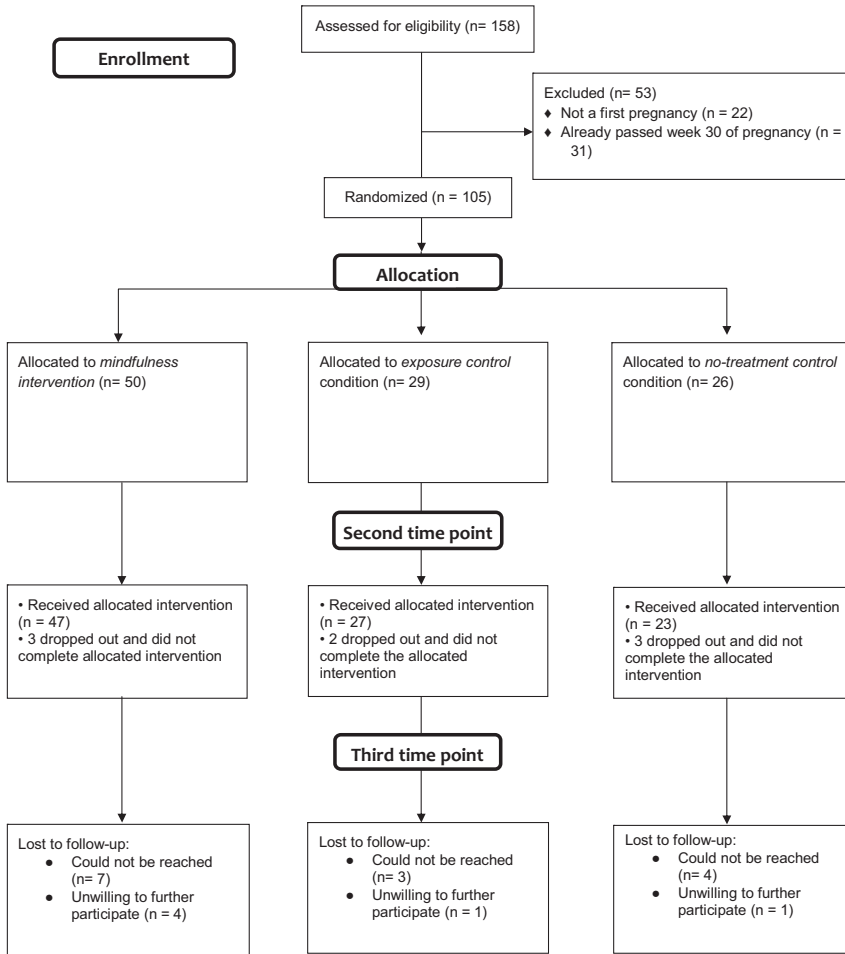 Assessed for eligibility (n= 158)
Enrollment
Excluded (n= 53)
♦ Not a first pregnancy (n = 22)
♦ Already passed week 30 of pregnancy (n =
31)
Randomized (n = 105)
Allocation
Allocated to mindfulness
intervention (n= 50)
Allocated to exposure control
condition (n= 29)
Allocated to no-treatment control
condition (n= 26)
Second time point
• Received allocated intervention
(n = 47)
• 3 dropped out and did not
complete allocated intervention
• Received allocated intervention
(n = 27)
• 2 dropped out and did not
complete the allocated
intervention
• Received allocated intervention
(n = 23)
• 3 dropped out and did not
complete the allocated
intervention
Third time point
Lost to follow-up:
● Could not be reached
(n= 7)
● Unwilling to further
participate (n = 4)
Lost to follow-up:
● Could not be reached
(n= 3)
● Unwilling to further
participate (n = 1)
Lost to follow-up:
● Could not be reached
(n= 4)
● Unwilling to further
participate (n = 1)